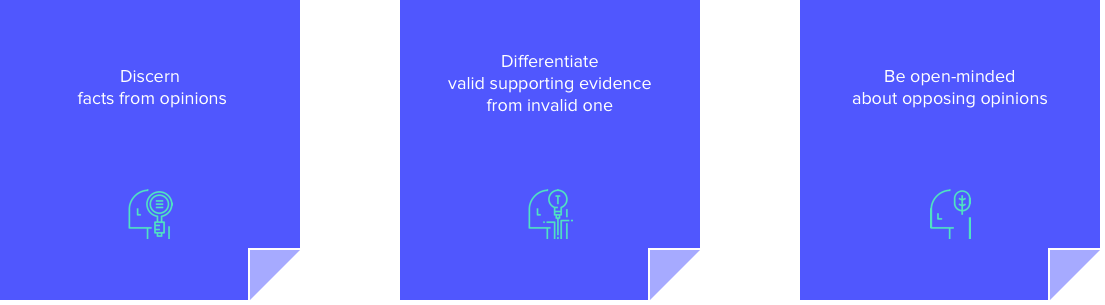 Discern
facts from opinions
Differentiate
valid supporting evidence
from invalid one
Be open-minded
about opposing opinions